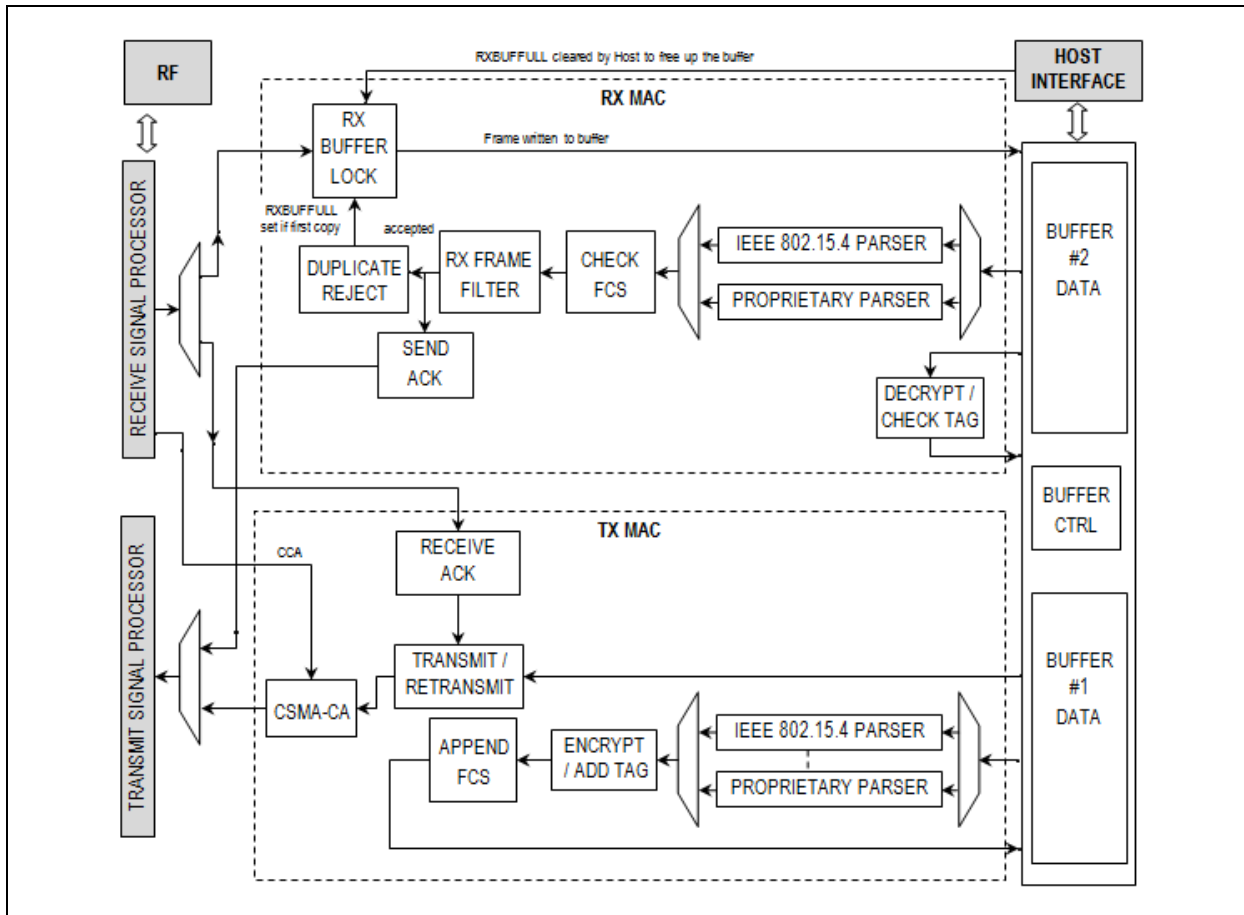 RF
RXBUFFULL cleared by Host to free up the buffer
HOST
INTERFACE
RX MAC
RX
BUFFER
LOCK
Frame written to buffer
RECEIVE SIGNAL PROCESSOR
RXBUFFULL
set if first copy
accepted
DUPLICATE
REJECT
RX FRAME
FILTER
CHECK
FCS
IEEE 802.15.4 PARSER
PROPRIETARY PARSER
BUFFER
#2
DATA
SEND
ACK
DECRYPT /
CHECK TAG
BUFFER
CTRL
TX MAC
CCA
RECEIVE
ACK
TRANSMIT SIGNAL PROCESSOR
TRANSMIT /
RETRANSMIT
CSMA-CA
BUFFER
#1
DATA
APPEND
FCS
ENCRYPT
/ ADD TAG
IEEE 802.15.4 PARSER
PROPRIETARY PARSER